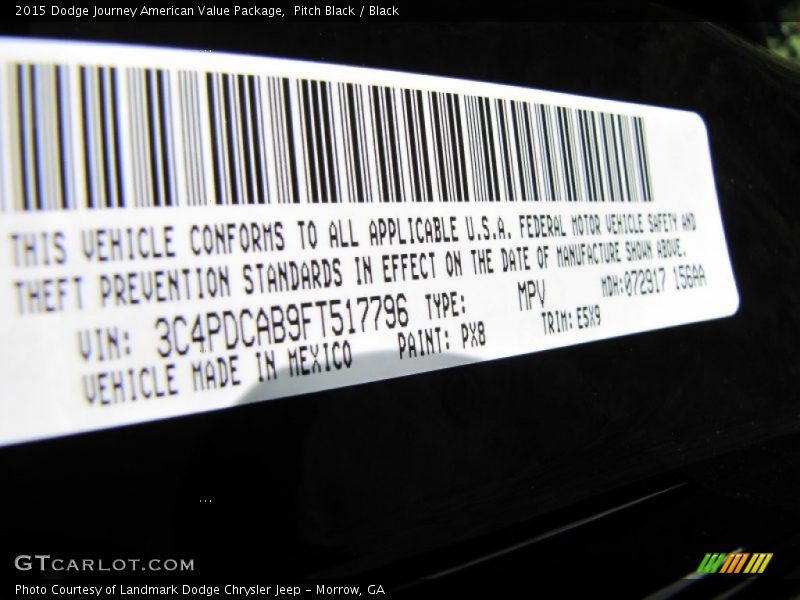 2015 Dodge Journey American Value Package,  Pitch Black / Black
THIS VEHICLE CONFORMS TO ALL APPLICABLE U.S.A. FEDERAL MOTOR VEHICLE SAFETY AND
THEFT PREVENTION STANDARDS IN EFFECT ON THE DATE OF MANUFACTURE SHOWN ABOVE.
VIN: 3C4PDCAB9FT517796 TYPE: MPV MDH:072917 156AA
VEHICLE MADE IN MEXICO PAINT: PX8 TRIM: E5X9
...
GTCARLOT.COM
Photo Courtesy of Landmark Dodge Chrysler Jeep – Morrow, GA